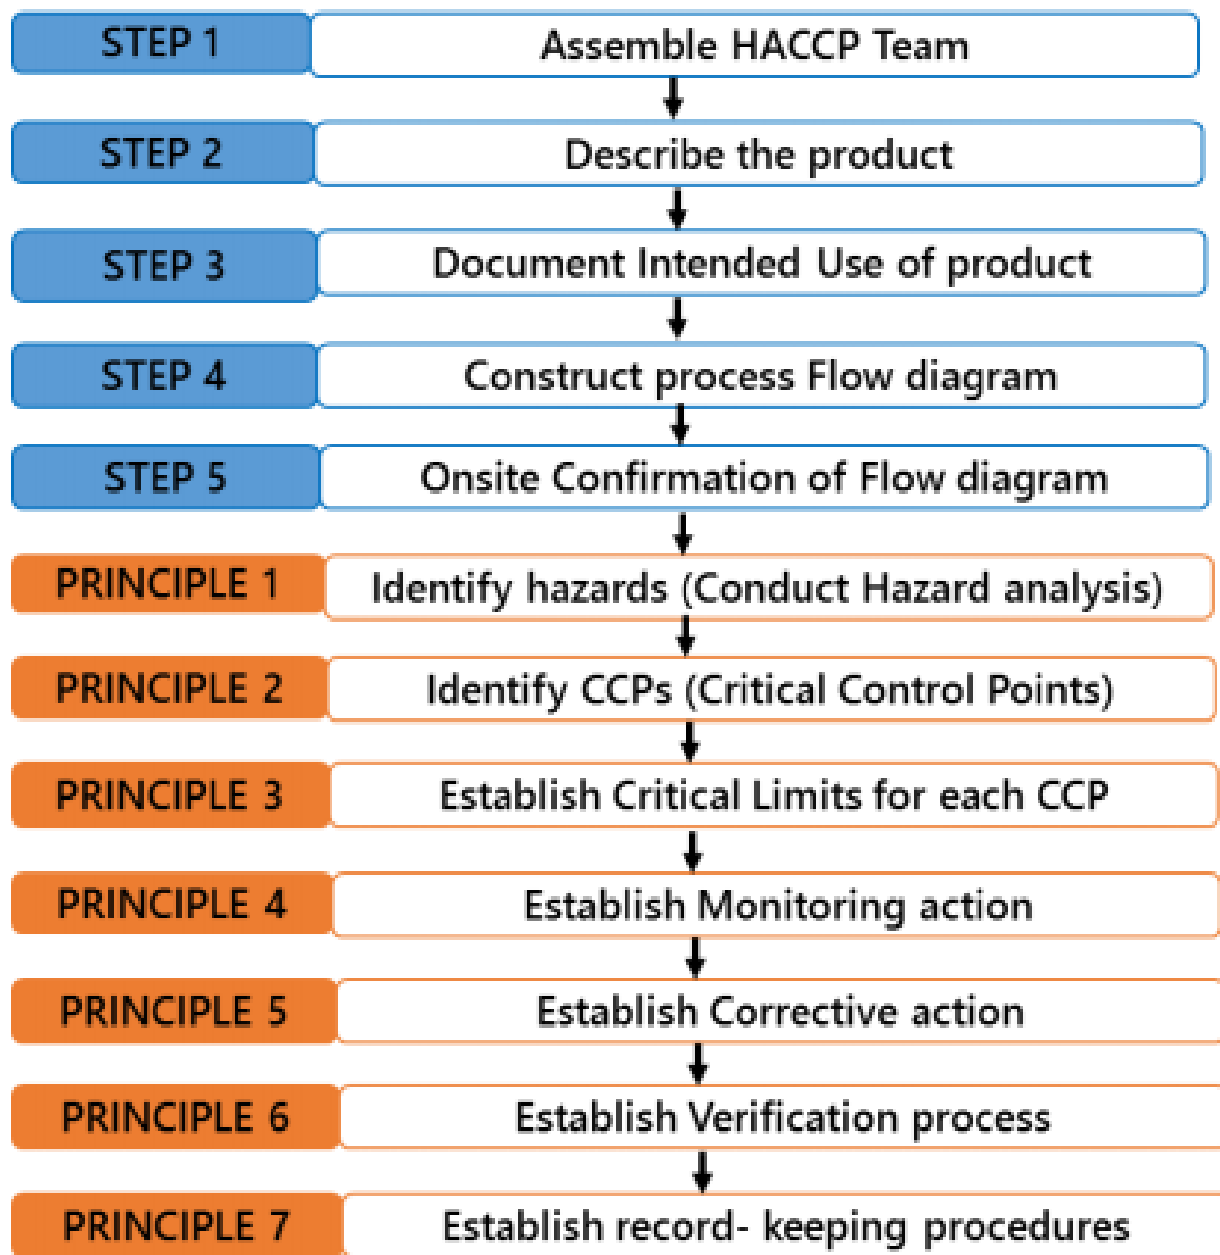 STEP 1 Assemble HACCP Team
STEP 2 Describe the product
STEP 3 Document Intended Use of product
STEP 4 Construct process Flow diagram
STEP 5 Onsite Confirmation of Flow diagram
PRINCIPLE 1 Identify hazards (Conduct Hazard analysis)
PRINCIPLE 2 Identify CCPs (Critical Control Points)
PRINCIPLE 3 Establish Critical Limits for each CCP
PRINCIPLE 4 Establish Monitoring action
PRINCIPLE 5 Establish Corrective action
PRINCIPLE 6 Establish Verification process
PRINCIPLE 7 Establish record- keeping procedures